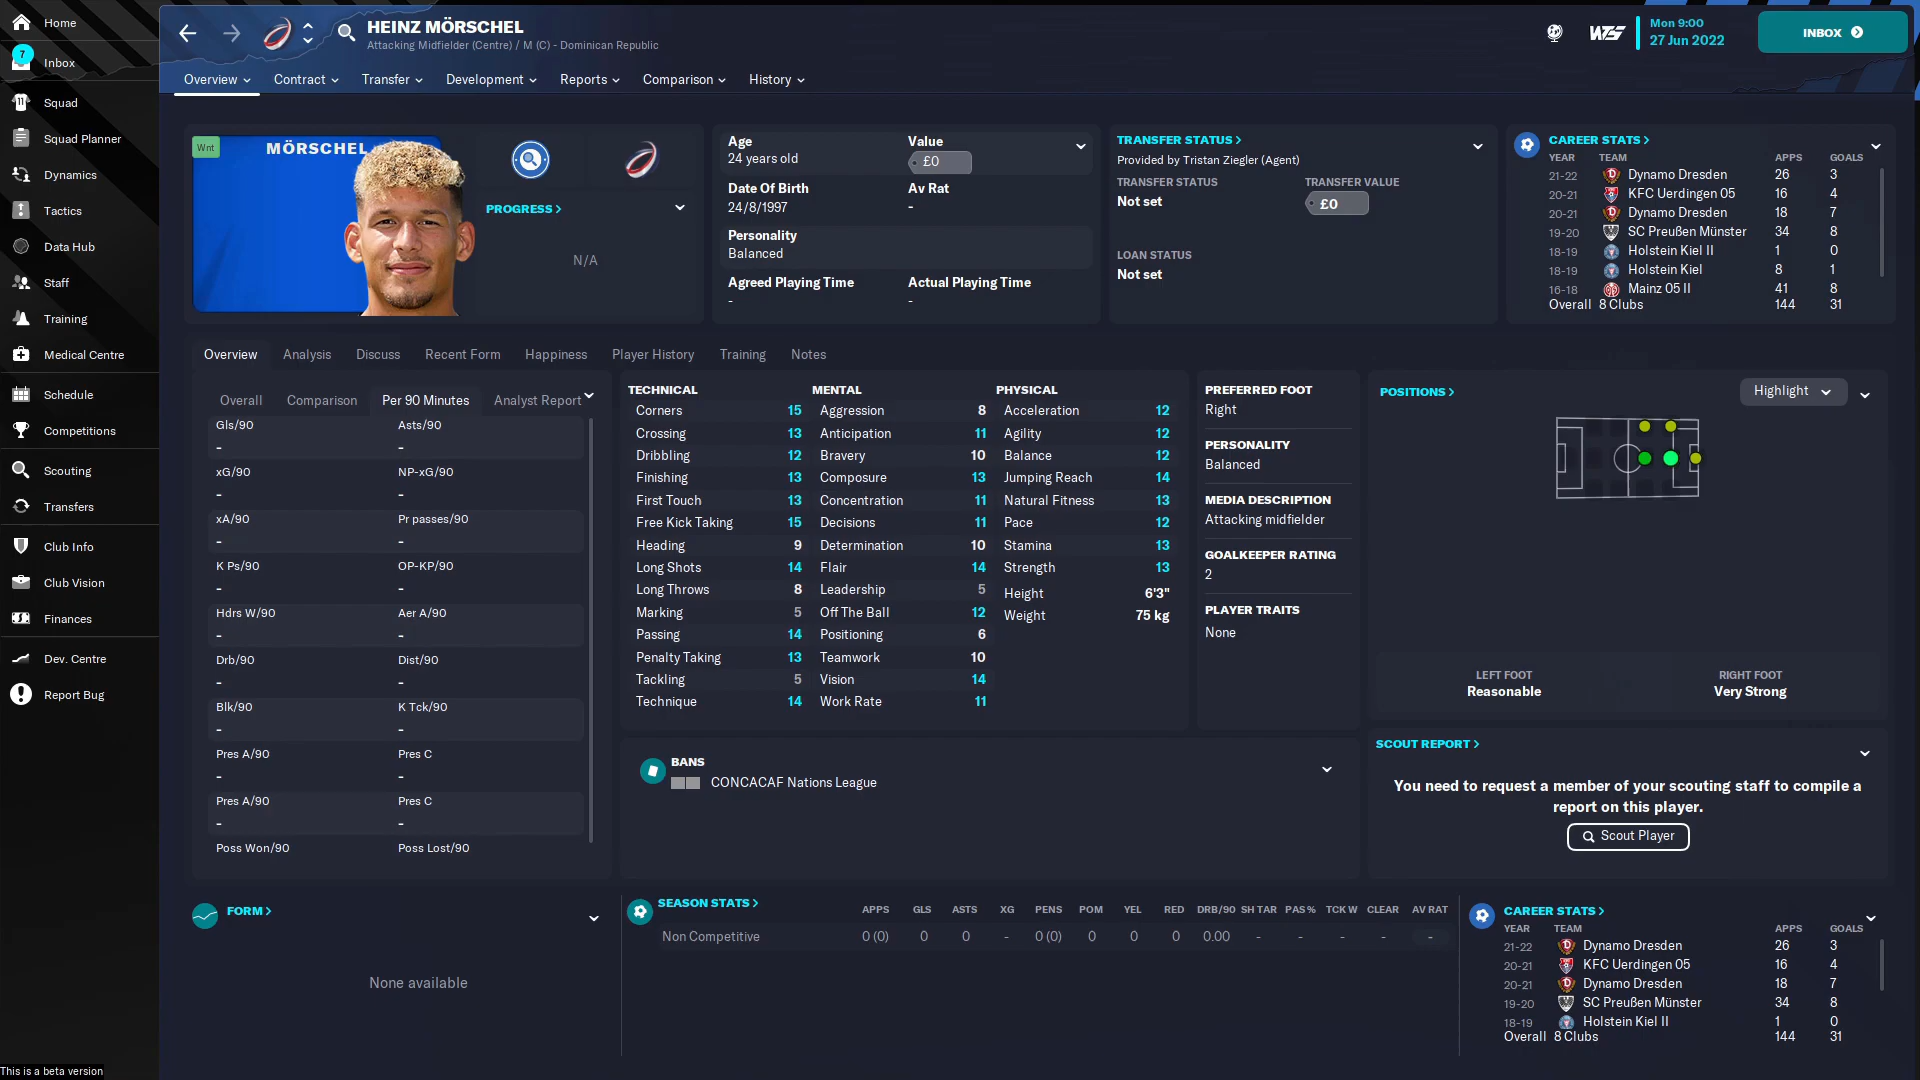 Home
7
Inbox
11
Squad
Squad Planner
Dynamics
Tactics
Data Hub
Staff
Training
Medical Centre
Schedule
Competitions
Scouting
Transfers
Club Info
Club Vision
Finances
Dev. Centre
Report Bug
This is a beta version
HEINZ MÖRSCHEL
Attacking Midfielder (Centre) / M (C) - Dominican Republic
Mon 9:00
27 Jun 2022
INBOX
Overview
Contract
Transfer
Development
Reports
Comparison
History
Wnt
MÖRSCHEL
PROGRESS >
N/A
Age
24 years old
Value
£0
Date Of Birth
24/8/1997
Av Rat
-
Personality
Balanced
Agreed Playing Time
-
Actual Playing Time
-
TRANSFER STATUS >
Provided by Tristan Ziegler (Agent)
TRANSFER STATUS
Not set
TRANSFER VALUE
£0
LOAN STATUS
Not set
CAREER STATS >
YEAR TEAM APPS GOALS
21-22 Dynamo Dresden 26 3
20-21 KFC Uerdingen 05 16 4
20-21 Dynamo Dresden 18 7
19-20 SC Preußen Münster 34 8
18-19 Holstein Kiel II 1 0
18-19 Holstein Kiel 8 1
16-18 Mainz 05 II 41 8
Overall 8 Clubs 144 31
Overview Analysis Discuss Recent Form Happiness Player History Training Notes
Overall Comparison Per 90 Minutes Analyst Report
Gls/90 Asts/90
- -
xG/90 NP-xG/90
- -
xA/90 Pr passes/90
- -
K Ps/90 OP-KP/90
- -
Hdrs W/90 Aer A/90
- -
Drb/90 Dist/90
- -
Blk/90 K Tck/90
- -
Pres A/90 Pres C
- -
Pres A/90 Pres C
- -
Poss Won/90 Poss Lost/90
TECHNICAL
Corners 15
Crossing 13
Dribbling 12
Finishing 13
First Touch 13
Free Kick Taking 15
Heading 9
Long Shots 14
Long Throws 8
Marking 5
Passing 14
Penalty Taking 13
Tackling 5
Technique 14
MENTAL
Aggression 8
Anticipation 11
Bravery 10
Composure 13
Concentration 11
Decisions 11
Determination 10
Flair 14
Leadership 5
Off The Ball 12
Positioning 6
Teamwork 10
Vision 14
Work Rate 11
PHYSICAL
Acceleration 12
Agility 12
Balance 12
Jumping Reach 14
Natural Fitness 13
Pace 12
Stamina 13
Strength 13
Height 6'3"
Weight 75 kg
PREFERRED FOOT
Right
PERSONALITY
Balanced
MEDIA DESCRIPTION
Attacking midfielder
GOALKEEPER RATING
2
PLAYER TRAITS
None
POSITIONS >
Highlight
LEFT FOOT
Reasonable
RIGHT FOOT
Very Strong
BANS
CONCACAF Nations League
SCOUT REPORT >
You need to request a member of your scouting staff to compile a
report on this player.
Scout Player
FORM >
None available
SEASON STATS > APPS GLS ASTS XG PENS POM YEL RED DRB/90 SH TAR PAS % TCK W CLEAR AV RAT
Non Competitive 0 (0) 0 0 - 0 (0) 0 0 0 0.00 - - - - -
CAREER STATS >
YEAR TEAM APPS GOALS
21-22 Dynamo Dresden 26 3
20-21 KFC Uerdingen 05 16 4
20-21 Dynamo Dresden 18 7
19-20 SC Preußen Münster 34 8
18-19 Holstein Kiel II 1 0
Overall 8 Clubs 144 31